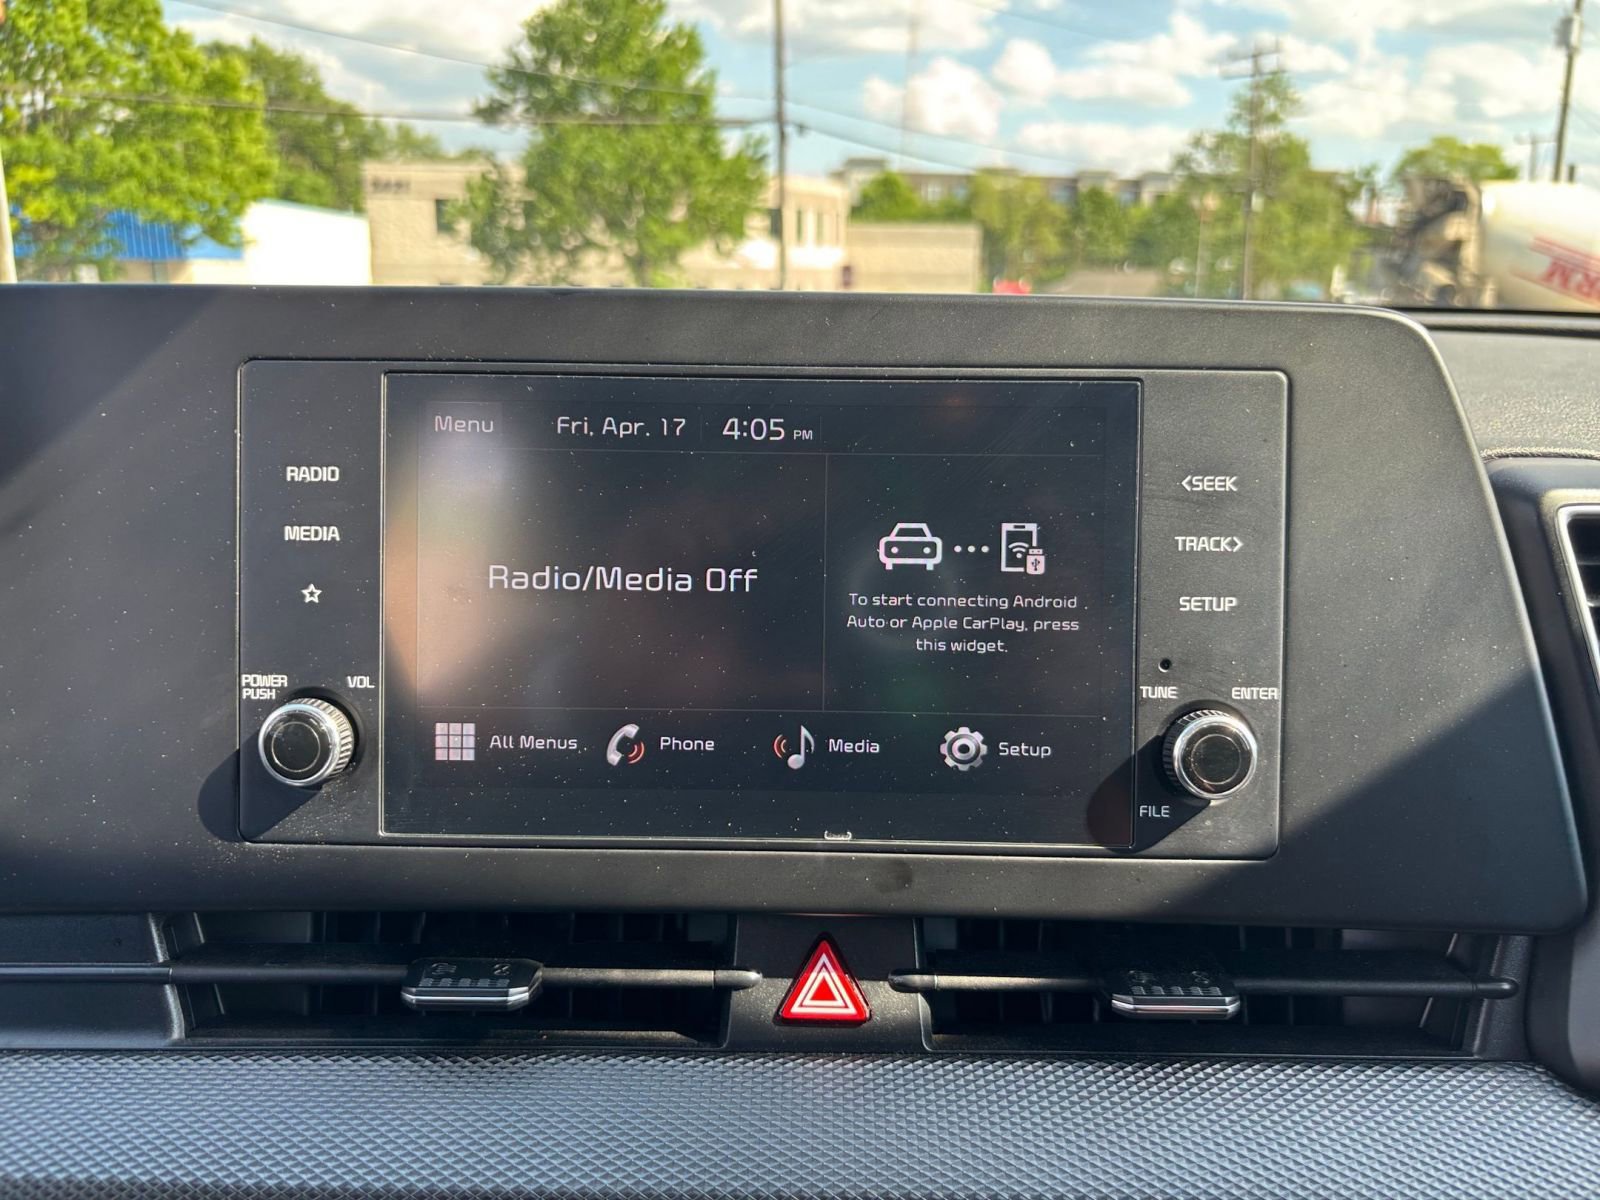 Menu
Fri, Apr. 17
4:05 PM
RADIO
MEDIA
Radio/Media Off
To start connecting Android
Auto or Apple CarPlay, press
this widget.
<SEEK
TRACK>
SETUP
POWER
PUSH
VOL
TUNE
ENTER
All Menus
Phone
Media
Setup
FILE